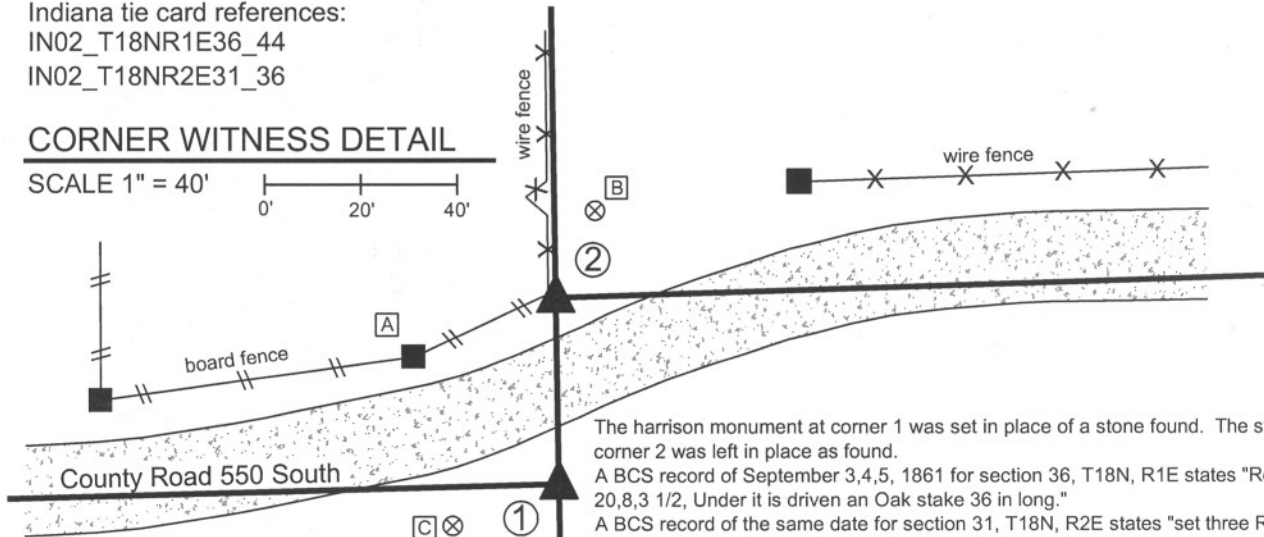 Indiana tie card references:
IN02_T18NR1E36_44
IN02_T18NR2E31_36
CORNER WITNESS DETAIL
SCALE 1" = 40'
0' 20' 40'
wire fence
wire fence
B
2
A
board fence
County Road 550 South
1
C
The harrison monument at corner 1 was set in place of a stone found. The
corner 2 was left in place as found.
A BCS record of September 3,4,5, 1861 for section 36, T18N, R1E states
20,8,3 1/2, Under it is driven an Oak stake 36 in long."
A BCS record of the same date for section 31, T18N, R2E states "set three